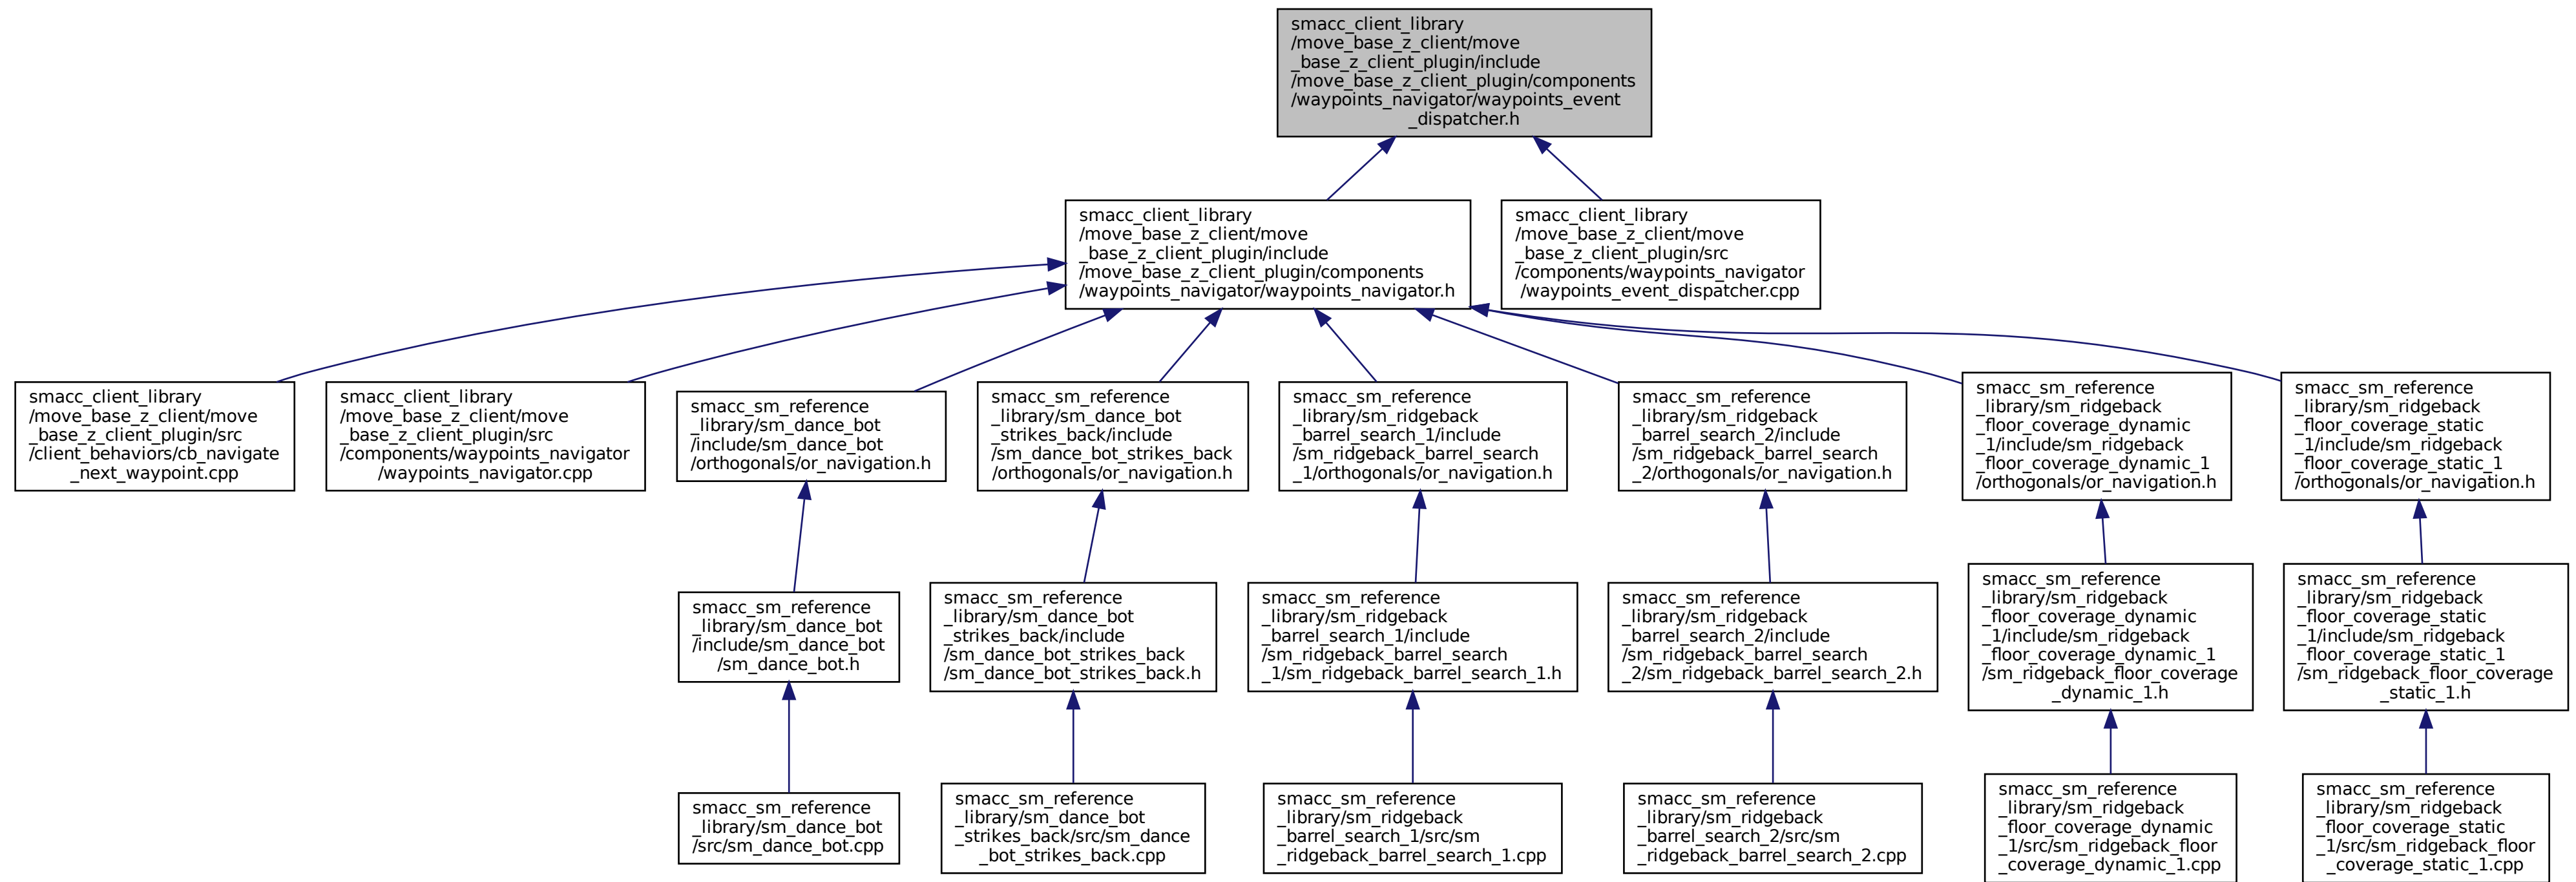 smacc_client_library
/move_base_z_client/move
_base_z_client_plugin/include
/move_base_z_client_plugin/components
/waypoints_navigator/waypoints_event
_dispatcher.h
smacc_client_library
/move_base_z_client/move
_base_z_client_plugin/include
/move_base_z_client_plugin/components
/waypoints_navigator/waypoints_navigator.h
smacc_client_library
/move_base_z_client/move
_base_z_client_plugin/src
/components/waypoints_navigator
/waypoints_event_dispatcher.cpp
smacc_client_library
/move_base_z_client/move
_base_z_client_plugin/src
/client_behaviors/cb_navigate
_next_waypoint.cpp
smacc_client_library
/move_base_z_client/move
_base_z_client_plugin/src
/components/waypoints_navigator
/waypoints_navigator.cpp
smacc_sm_reference
_library/sm_dance_bot
/include/sm_dance_bot
/orthogonals/or_navigation.h
smacc_sm_reference
_library/sm_dance_bot
_strikes_back/include
/sm_dance_bot_strikes_back
/orthogonals/or_navigation.h
smacc_sm_reference
_library/sm_ridgeback
_barrel_search_1/include
/sm_ridgeback_barrel_search
_1/orthogonals/or_navigation.h
smacc_sm_reference
_library/sm_ridgeback
_barrel_search_2/include
/sm_ridgeback_barrel_search
_2/orthogonals/or_navigation.h
smacc_sm_reference
_library/sm_ridgeback
_floor_coverage_dynamic
_1/include/sm_ridgeback
_floor_coverage_dynamic_1
/orthogonals/or_navigation.h
smacc_sm_reference
_library/sm_ridgeback
_floor_coverage_static
_1/include/sm_ridgeback
_floor_coverage_static_1
/orthogonals/or_navigation.h
smacc_sm_reference
_library/sm_dance_bot
/include/sm_dance_bot
/sm_dance_bot.h
smacc_sm_reference
_library/sm_dance_bot
_strikes_back/include
/sm_dance_bot_strikes_back
/sm_dance_bot_strikes_back.h
smacc_sm_reference
_library/sm_ridgeback
_barrel_search_1/include
/sm_ridgeback_barrel_search
_1/sm_ridgeback_barrel_search_1.h
smacc_sm_reference
_library/sm_ridgeback
_barrel_search_2/include
/sm_ridgeback_barrel_search
_2/sm_ridgeback_barrel_search_2.h
smacc_sm_reference
_library/sm_ridgeback
_floor_coverage_dynamic
_1/include/sm_ridgeback
_floor_coverage_dynamic_1
/sm_ridgeback_floor_coverage
_dynamic_1.h
smacc_sm_reference
_library/sm_ridgeback
_floor_coverage_static
_1/include/sm_ridgeback
_floor_coverage_static_1
/sm_ridgeback_floor_coverage
_static_1.h
smacc_sm_reference
_library/sm_dance_bot
/src/sm_dance_bot.cpp
smacc_sm_reference
_library/sm_dance_bot
_strikes_back/src/sm_dance
_bot_strikes_back.cpp
smacc_sm_reference
_library/sm_ridgeback
_barrel_search_1/src/sm
_ridgeback_barrel_search_1.cpp
smacc_sm_reference
_library/sm_ridgeback
_barrel_search_2/src/sm
_ridgeback_barrel_search_2.cpp
smacc_sm_reference
_library/sm_ridgeback
_floor_coverage_dynamic
_1/src/sm_ridgeback_floor
_coverage_dynamic_1.cpp
smacc_sm_reference
_library/sm_ridgeback
_floor_coverage_static
_1/src/sm_ridgeback_floor
_coverage_static_1.cpp